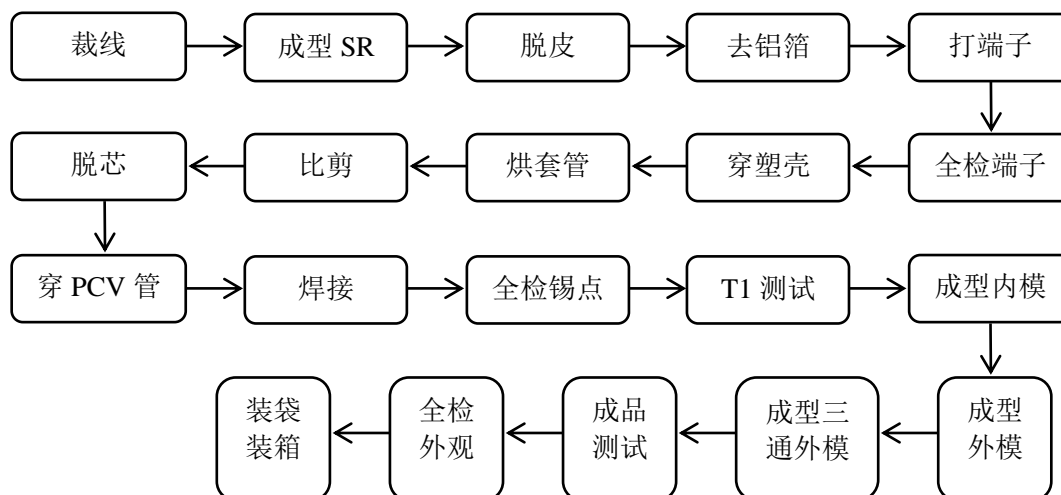 裁线
成型 SR
脱皮
去铝箔
打端子
脱芯
比剪
烘套管
穿塑壳
全检端子
穿 PCV 管
焊接
全检锡点
T1 测试
成型内模
装袋
装箱
全检
外观
成品
测试
成型三
通外模
成型
外模